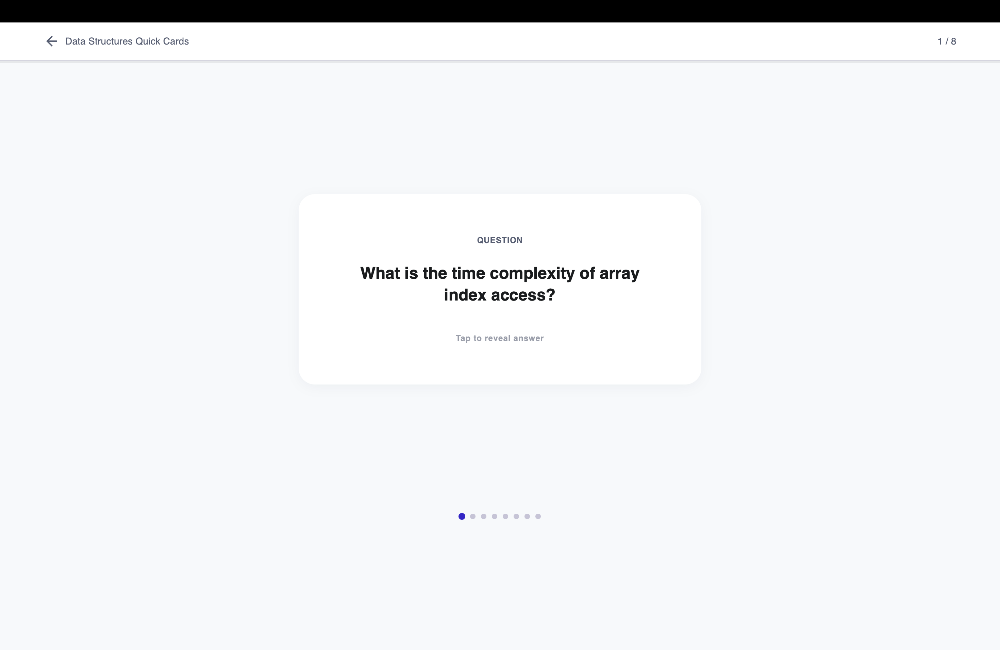 Data Structures Quick Cards
1 / 8
QUESTION
What is the time complexity of array
index access?
Tap to reveal answer